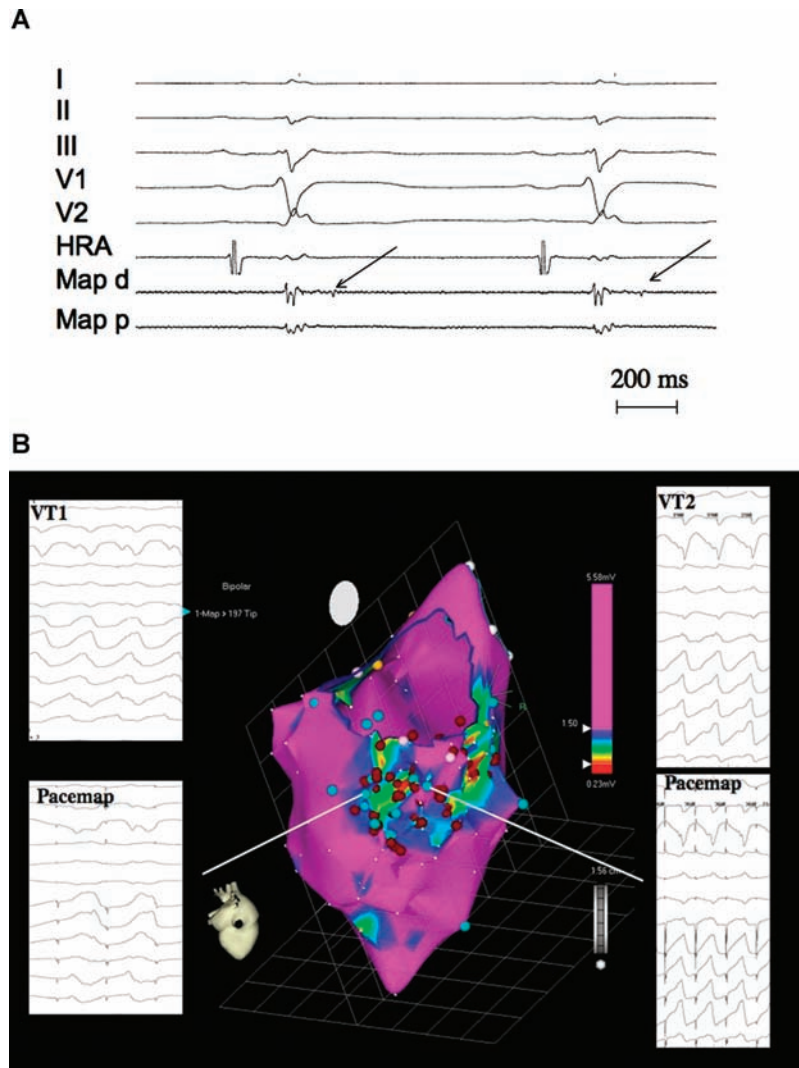 A
I
II
III
V1
V2
HRA
Map d
Map p
200 ms
B
VT1
VT2
Bipolar
1-Map > 197 Tip
5.58mV
1.50
0.23mV
R
Pacemap
Pacemap